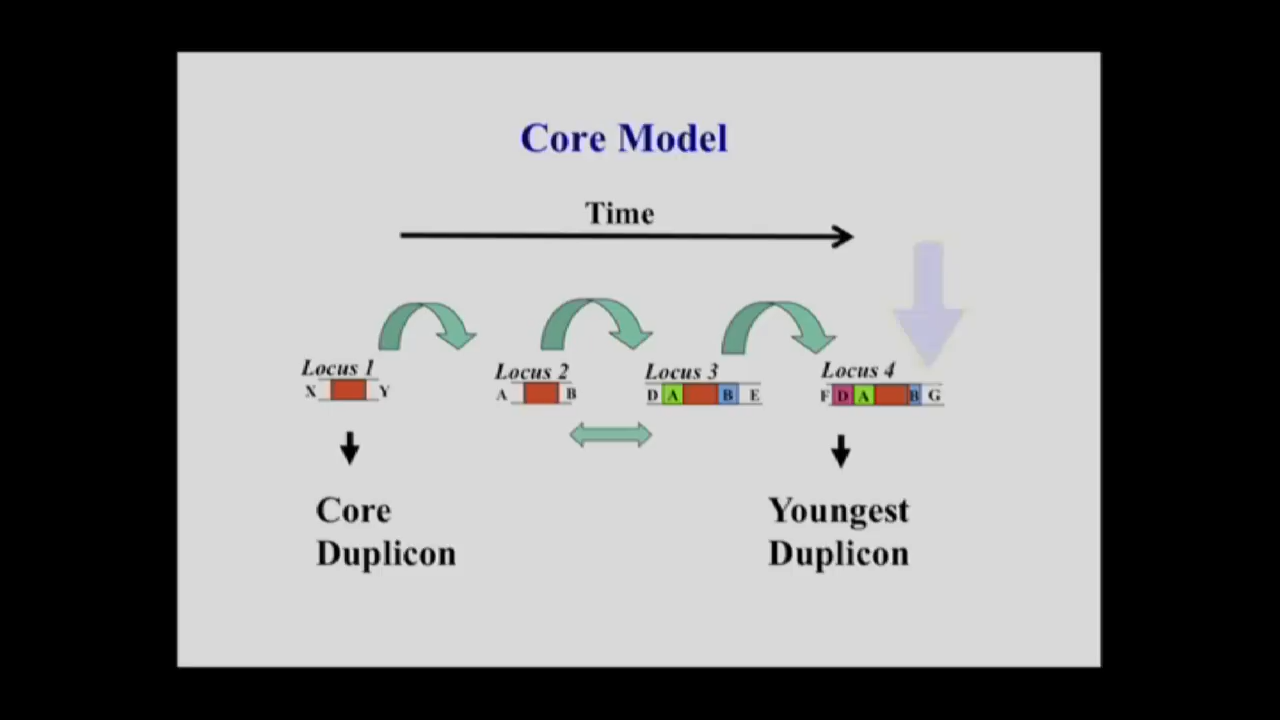 Core Model
Time
Locus 1
Locus 2
Locus 3
Locus 4
X Y
A B
D A B E
F D A B G
Core
Duplicon
Youngest
Duplicon